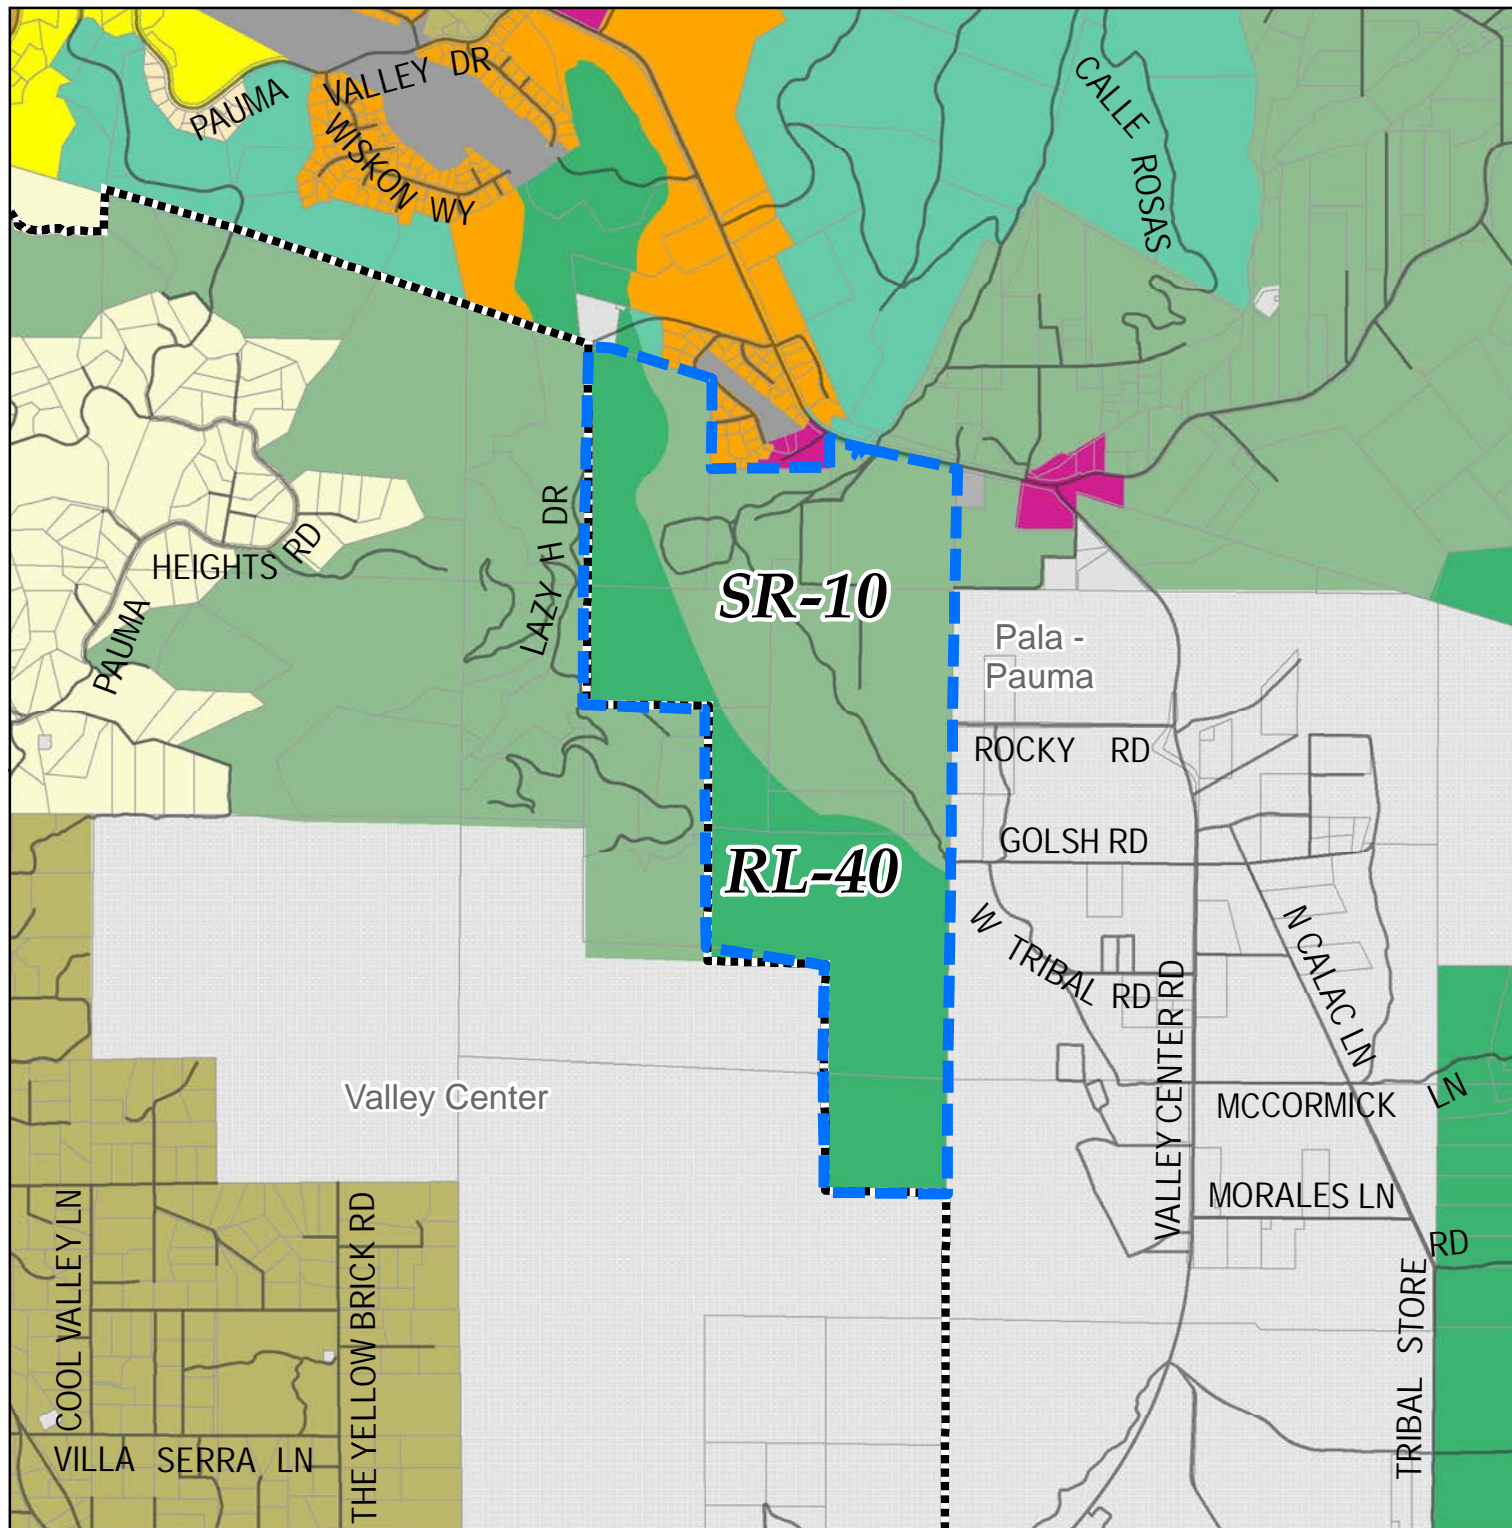 PAUMA VALLEY DR
WISKON WY
CALLE ROSAS
LAZY H DR
PAUMA HEIGHTS RD
SR-10
Pala -
Pauma
ROCKY RD
GOLSH RD
RL-40
W TRIBAL RD
N CALAC LN
VALLEY CENTER RD
Valley Center
MCCORMICK LN
MORALES LN
COOL VALLEY LN
THE YELLOW BRICK RD
TRIBAL STORE RD
VILLA SERRA LN